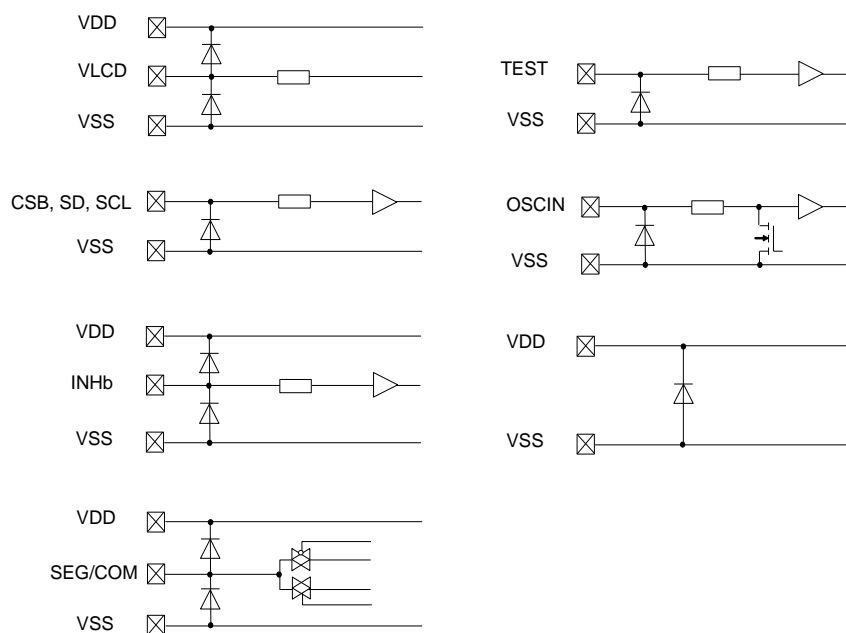 VDD
VLCD
VSS
CSB, SD, SCL
VSS
VDD
INHb
VSS
VDD
SEG/COM
VSS
TEST
VSS
OSCIN
VSS
VDD
VSS